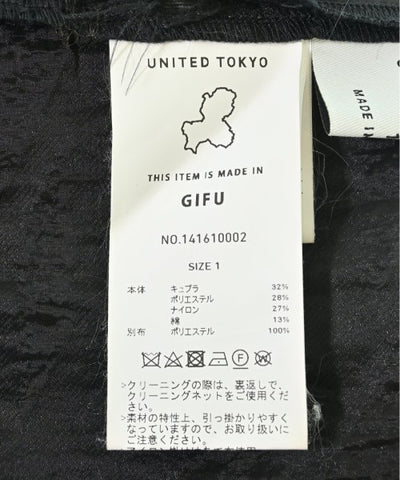 UNITED TOKYO
THIS ITEM IS MADE IN
GIFU
NO.141610002
SIZE 1
本体 キュプラ 32%
ポリエステル 28%
ナイロン 27%
綿 13%
別布 ポリエステル 100%
>クリーニングの際は、裏返しで、
クリーニングネットをご使用く
ださい。
>素材の特性上、引っ掛かりやすく
なっていますので、お取り扱いに
ご注意ください。
MADE IN